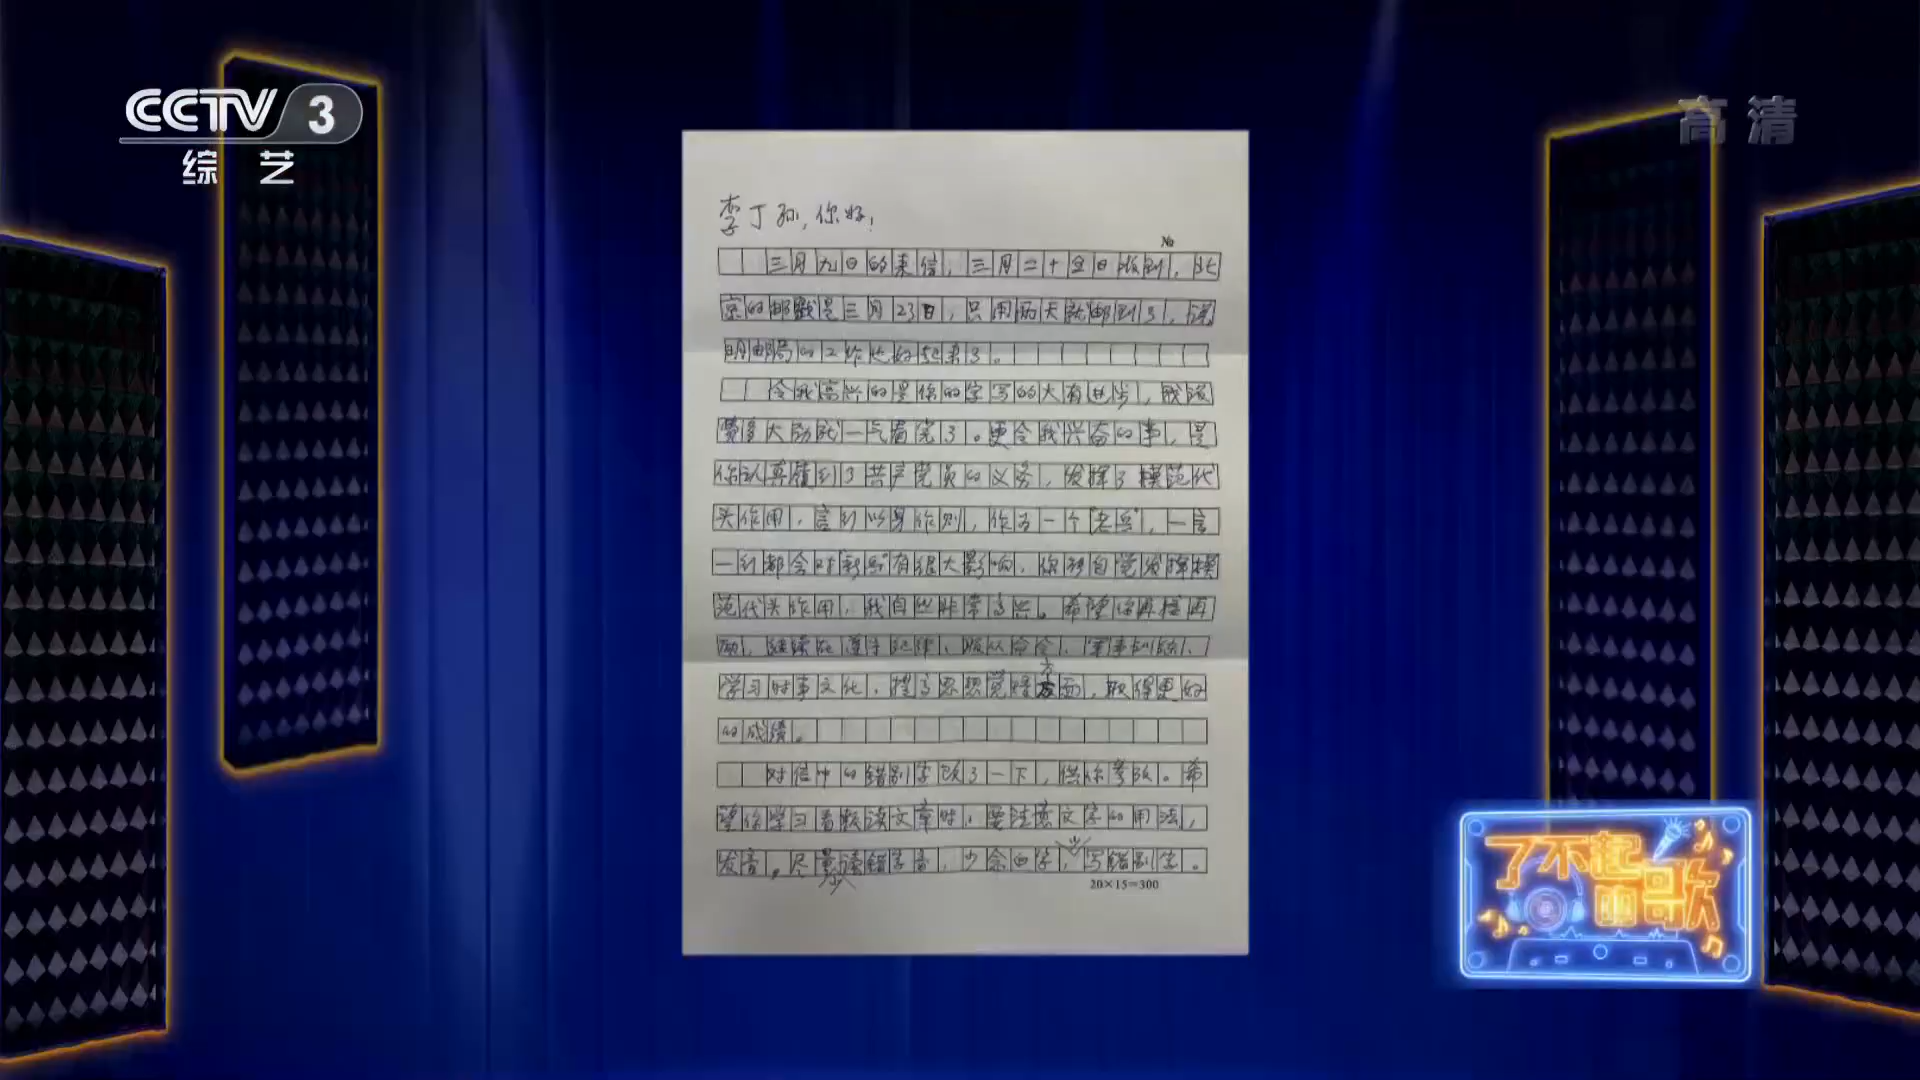 CCTV 3
综艺
高清
李丁孙,你好!
№
三月九日的来信,三月二十五日收到,北
京的邮戳是三月23日,只用两天就邮到了,说
明邮局的工作也好起来了。
令我高兴的是你的字写的大有进步,我没
费多大劲就一气看完了。更令我兴奋的事,是
你认真履行了共产党员的义务,发挥了模范代
头作用,言行以身作则,作为一个"老兵",一言
一行都会对"新兵"有很大影响,你能自觉发挥模
范代头作用,我自然非常高兴。希望你再接再
励,继续在遵守纪律、服从命令、军事训练、
学习时事文化、提高思想觉悟方面,取得更好
的成绩。
对信中的错别字改了一下,供你参改。希
望你学习看报读文章时,要注意文字的用法,
发音。尽量少读错字音,少念白字,少写错别字。
20×15=300
了不起的歌